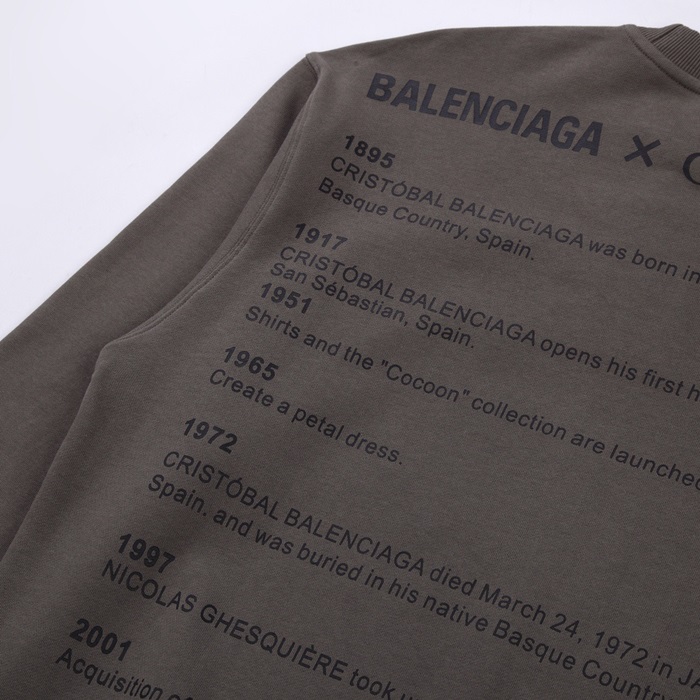 BALENCIAGA ×
1895
CRISTÓBAL BALENCIAGA was born in
Basque Country, Spain.
1917
CRISTÓBAL BALENCIAGA opens his first
San Sébastian, Spain.
1951
Shirts and the "Cocoon" collection are launched
1965
Create a petal dress.
1972
CRISTÓBAL BALENCIAGA died March 24, 1972 in
Spain, and was buried in his native Basque Country
1997
NICOLAS GHESQUIÈRE took
2001
Acquisition